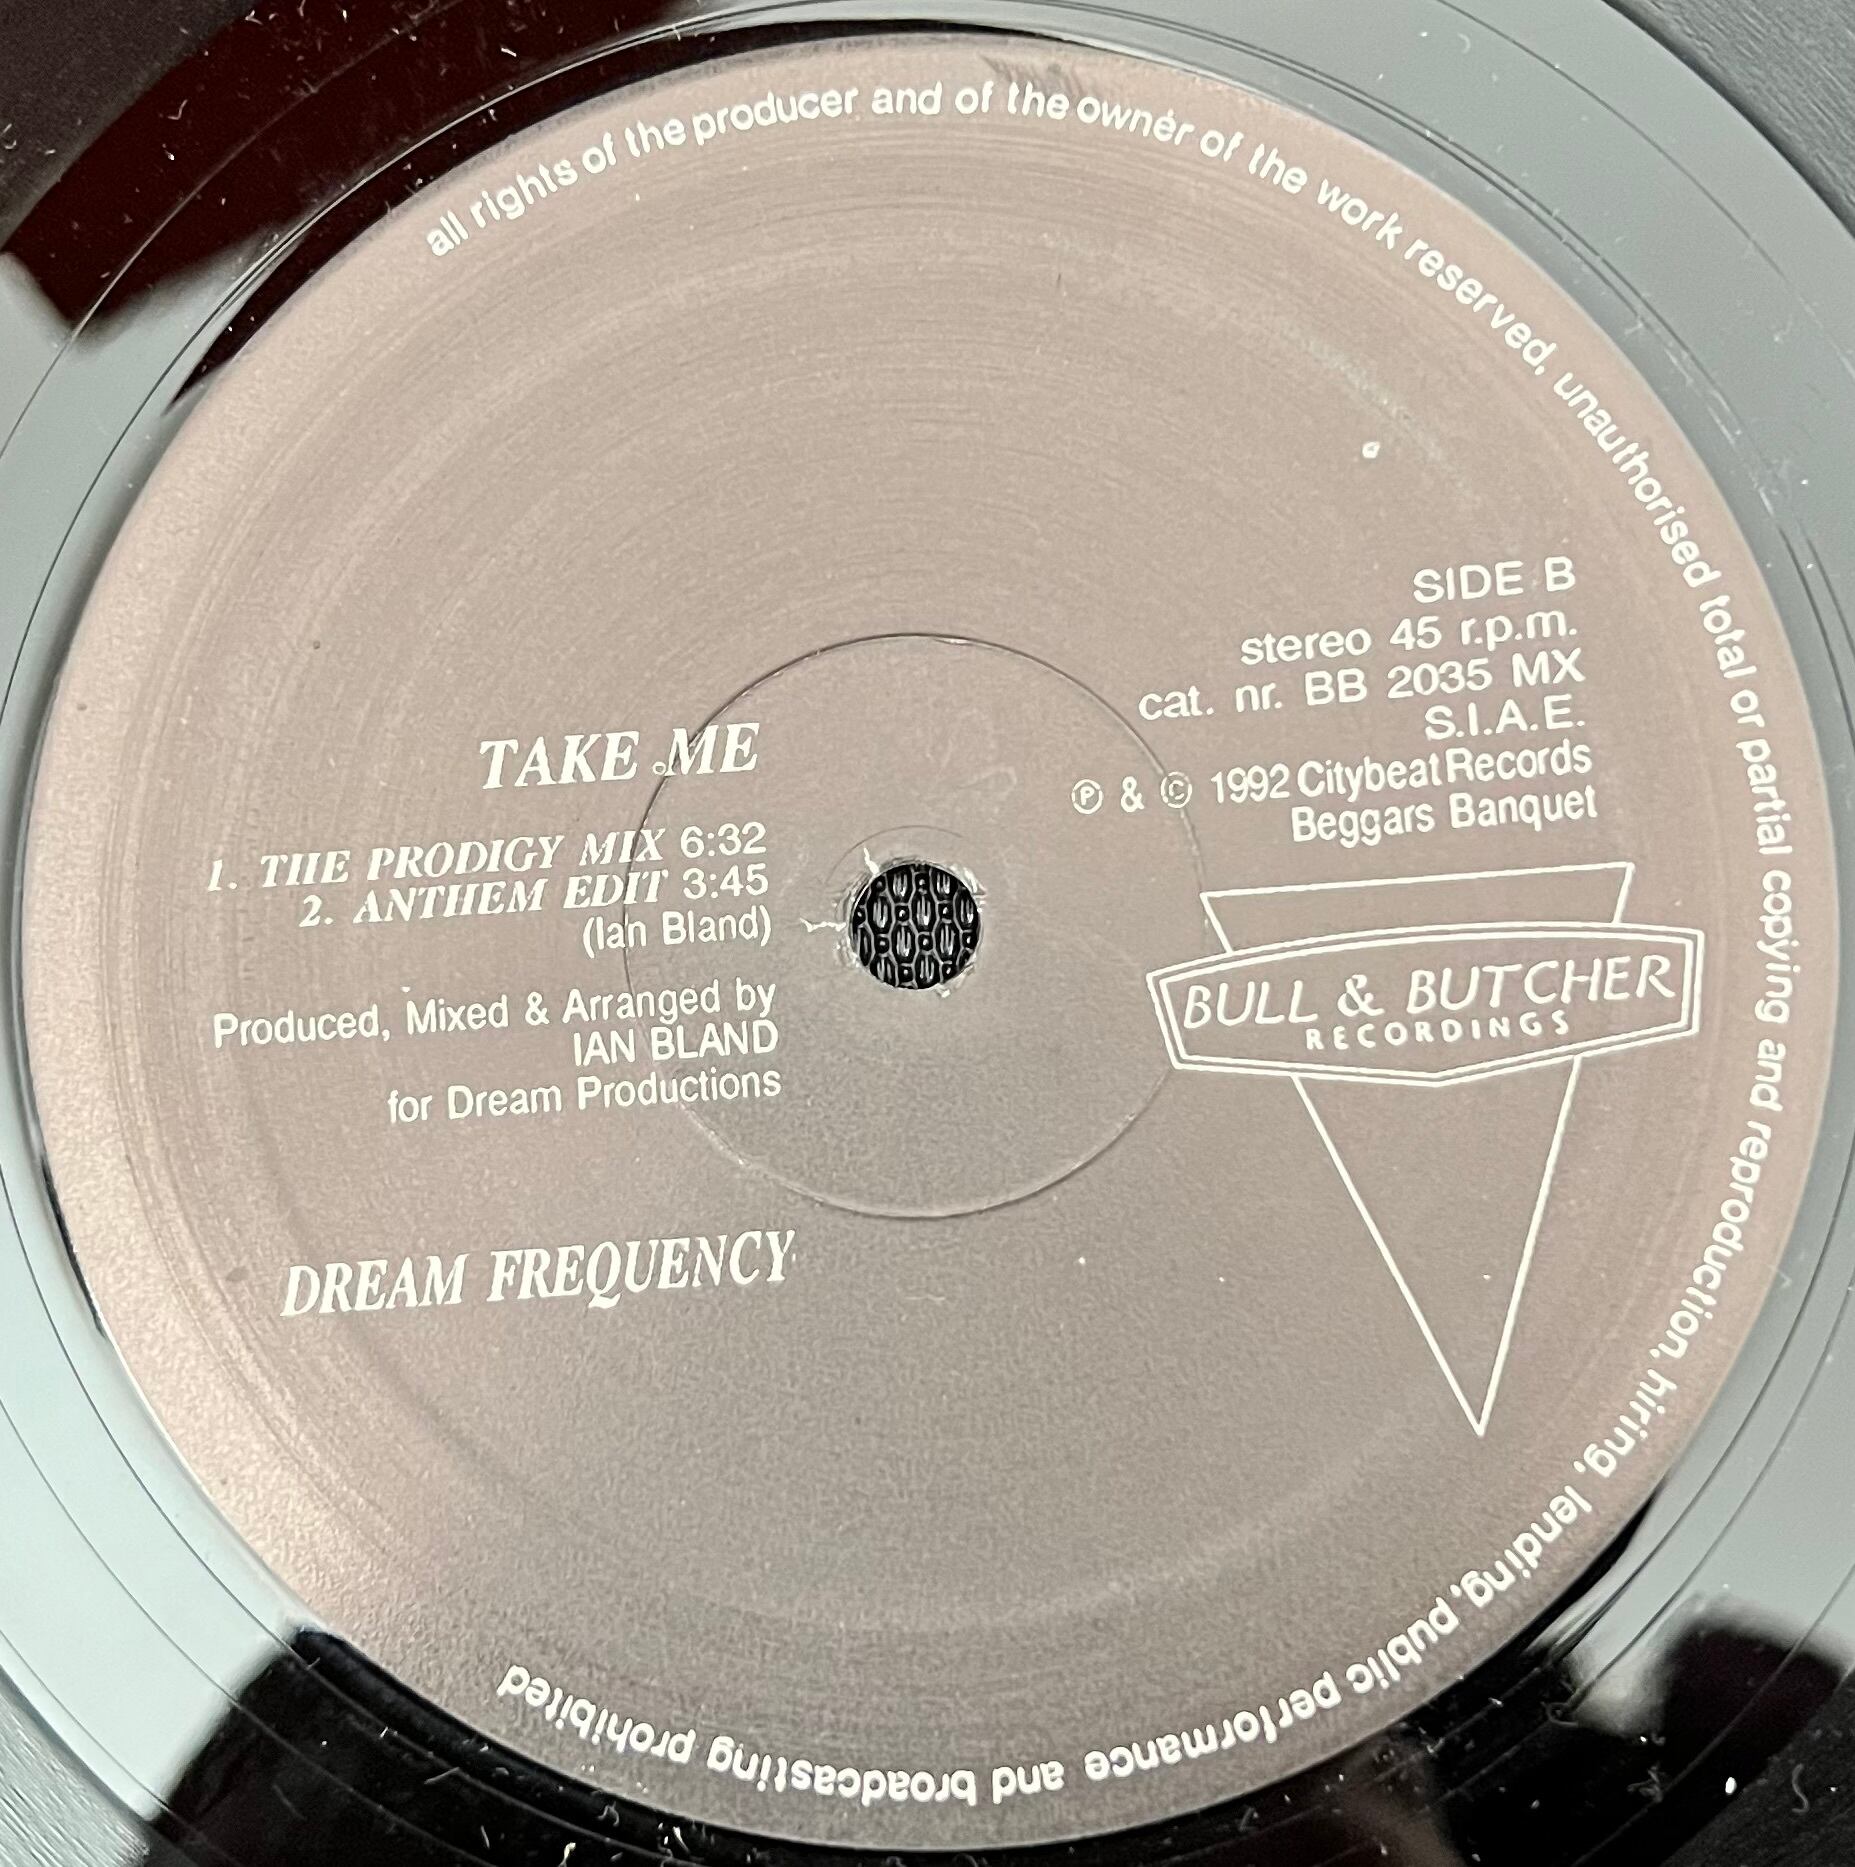 all rights of the producer and of the owner of the work reserved, unauthorised total or partial copying and reproduction, hiring, lending, public performance and broadcasting prohibited
SIDE B
stereo 45 r.p.m.
cat. nr. BB 2035 MX
S.I.A.E.
℗ & © 1992 Citybeat Records
Beggars Banquet
TAKE ME
1. THE PRODIGY MIX 6:32
2. ANTHEM EDIT 3:45
(Ian Bland)
Produced, Mixed & Arranged by
IAN BLAND
for Dream Productions
DREAM FREQUENCY
BULL & BUTCHER
RECORDINGS